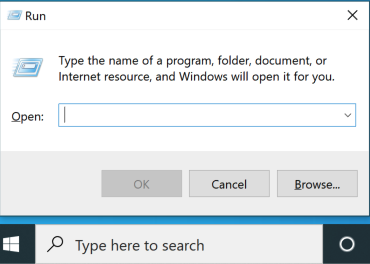 Run
Type the name of a program, folder, document, or
Internet resource, and Windows will open it for you.
Open:
OK
Cancel
Browse...
Type here to search